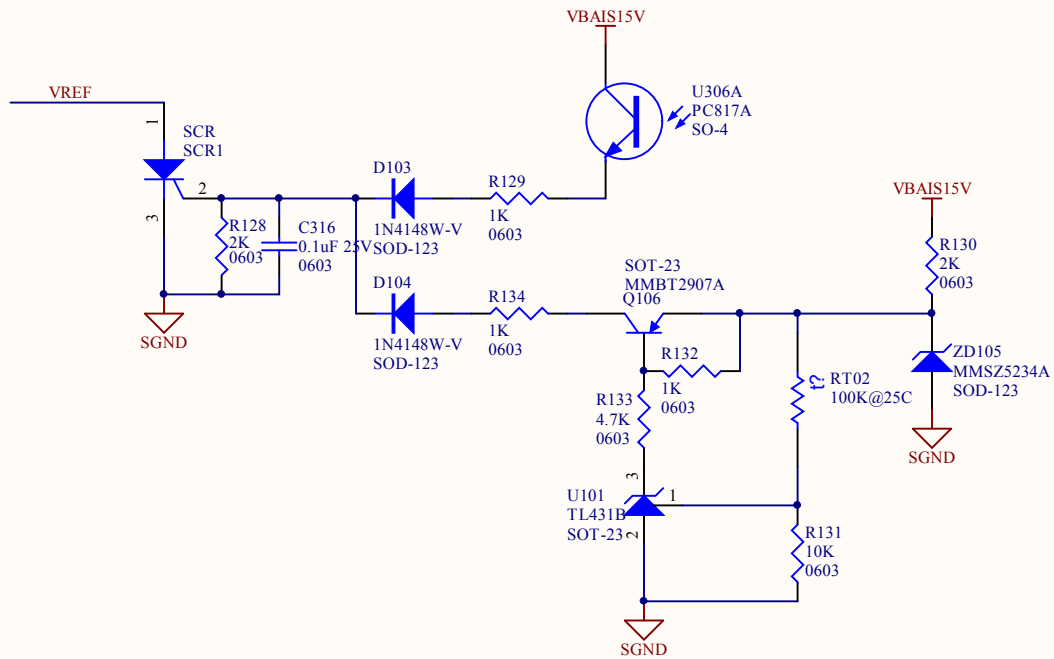 VBAIS15V
VREF
1
SCR
SCR1
2
3
U306A
PC817A
SO-4
D103
1N4148W-V
SOD-123
R129
1K
0603
R128
2K
0603
C316
0.1uF 25V
0603
SGND
D104
1N4148W-V
SOD-123
R134
1K
0603
SOT-23
MMBT2907A
Q106
VBAIS15V
R130
2K
0603
R132
1K
0603
t?
RT02
100K@25C
ZD105
MMSZ5234A
SOD-123
SGND
R133
4.7K
0603
3
U101
TL431B
SOT-23
1
2
R131
10K
0603
SGND